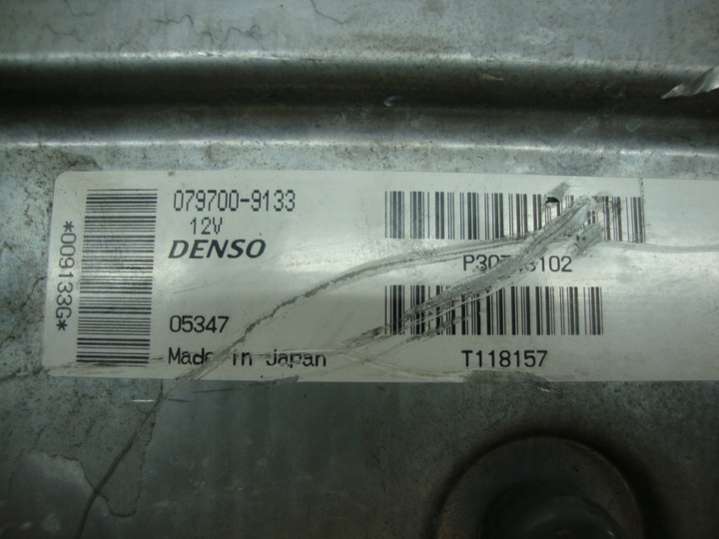 *009133G*
079700-9133
12V
DENSO
05347
Made in Japan
T118157